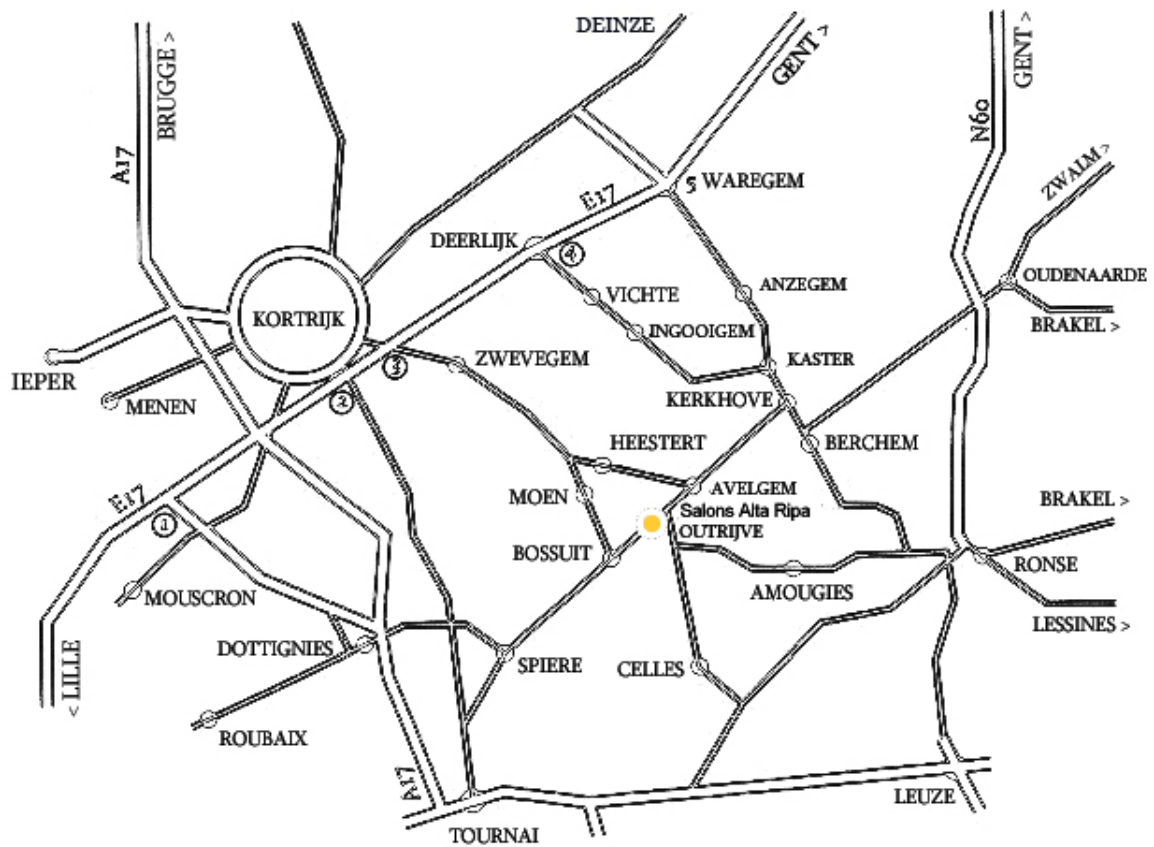 DEINZE
GENT >
BRUGGE >
A17
GENT >
N60
ZWALM >
5 WAREGEM
E17
DEERLIJK
4
VICHTE
ANZEGEM
OUDENAARDE
BRAKEL >
KORTRIJK
INGOOIGEM
KASTER
IEPER
MENEN
3
ZWEVEGEM
2
KERKHOVE
HEESTERT
BERCHEM
E17
1
MOEN
AVELGEM
Salons Alta Ripa
OUTRIJVE
BRAKEL >
BOSSUIT
RONSE
MOUSCRON
AMOUGIES
LESSINES >
DOTTIGNIES
SPIERE
CELLES
< LILLE
ROUBAIX
A17
TOURNAI
LEUZE